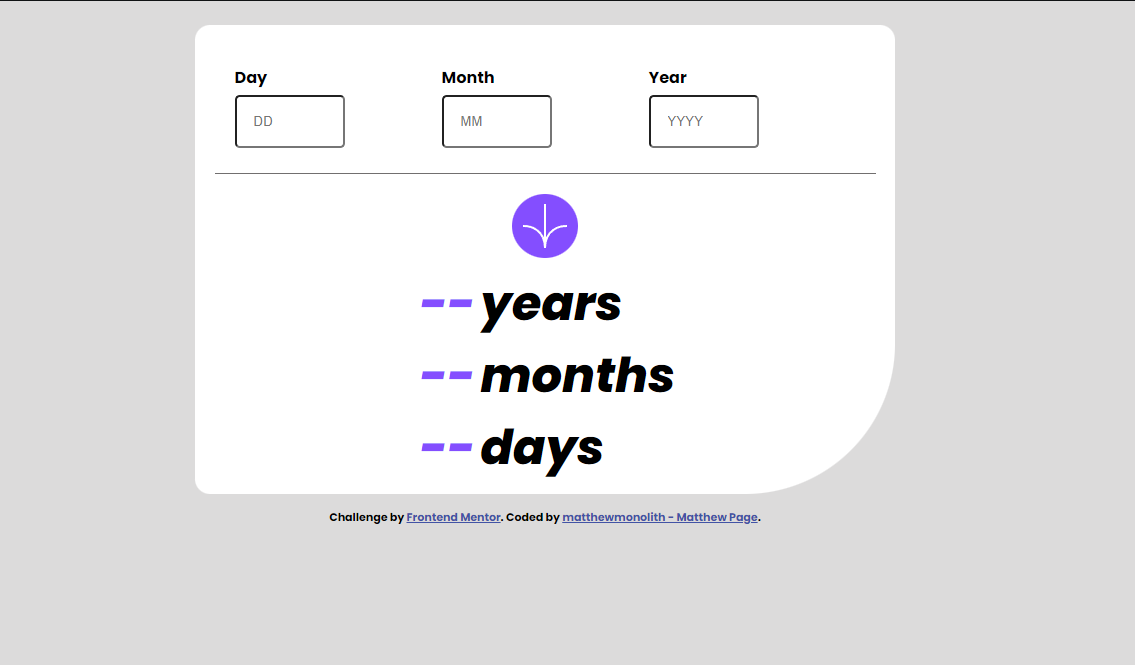 Day Month Year
DD MM YYYY
-- years
-- months
-- days
Challenge by Frontend Mentor. Coded by matthewmonolith - Matthew Page.